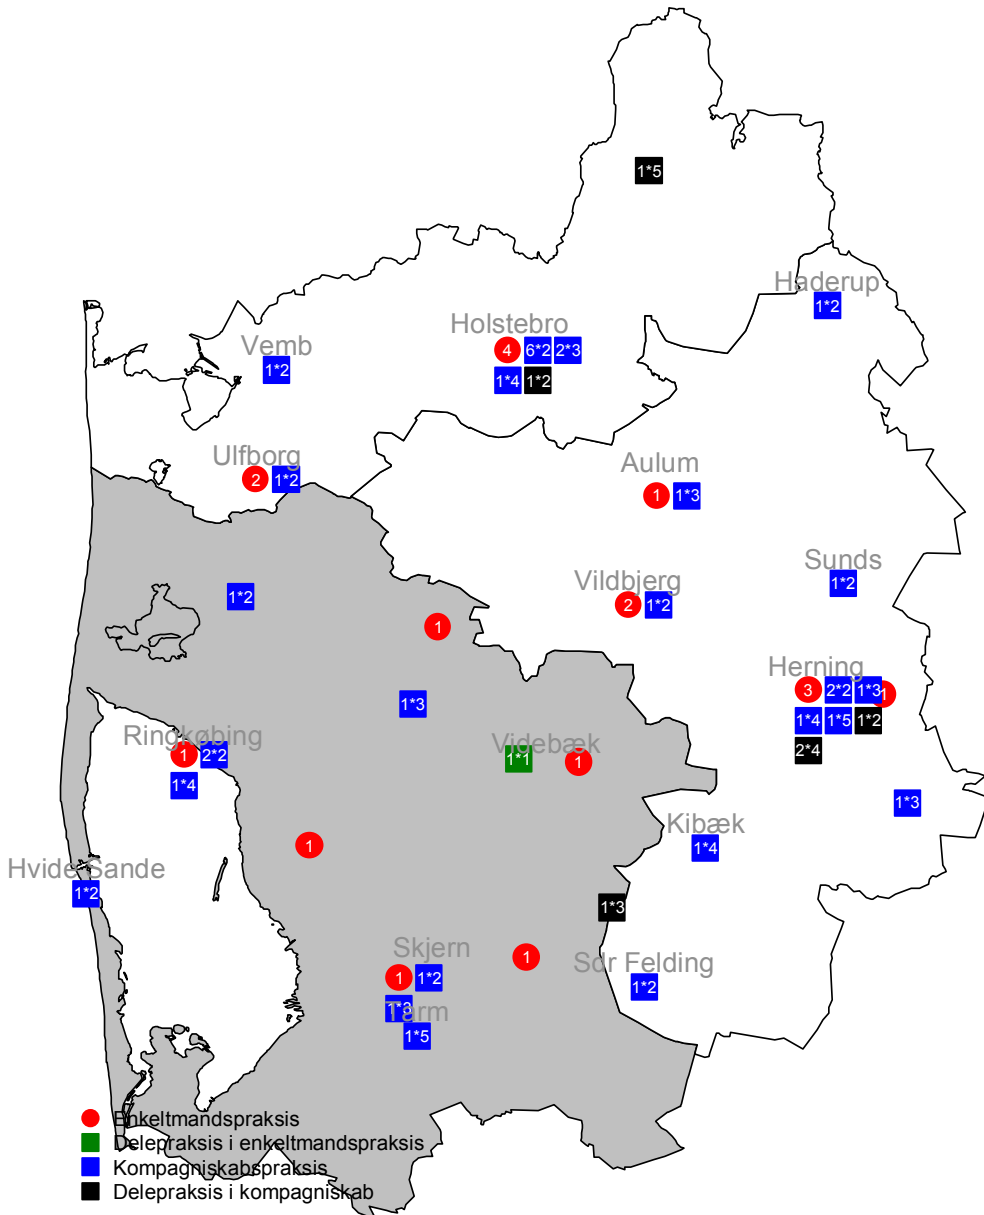 1*5
Haderup
1*2
Holstebro
4 6*2 2*3
1*4 1*2
Vemb
1*2
Ulfborg
2 1*2
Aulum
1 1*3
Sunds
1*2
Vildbjerg
2 1*2
1*2
1
Herning
3 2*2 1*3 1
1*4 1*5 1*2
2*4
1*3
Ringkøbing
1 2*2
1*4
Videbæk
1*1 1
1*3
Kibæk
1*4
1
Hvide Sande
1*2
1*3
Skjern
1 1*2
1*3
Tarm
1*5
1
Sdr Felding
1*2
Enkeltmandspraksis
Delepraksis i enkeltmandspraksis
Kompagniskabspraksis
Delepraksis i kompagniskab